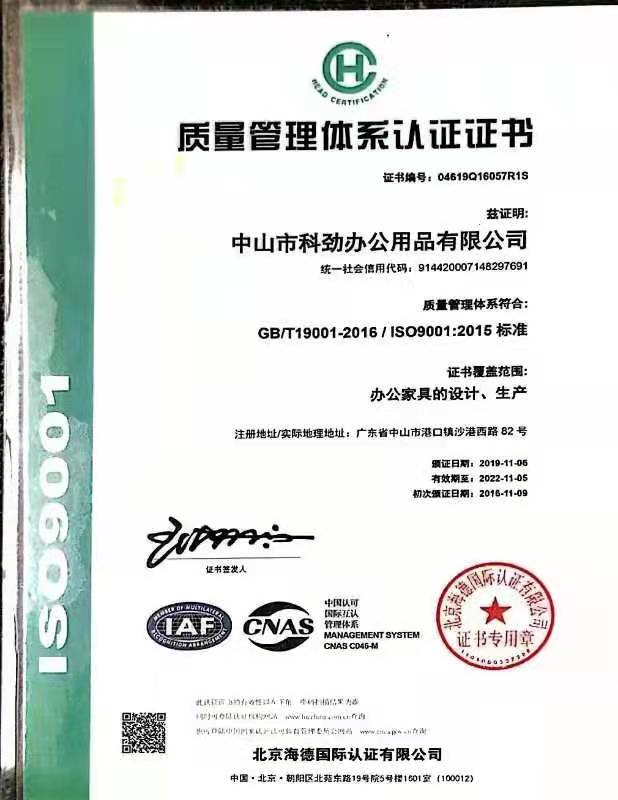 HEAD CERTIFICATION
质量管理体系认证证书
证书编号：04619Q16057R1S
兹证明:
中山市科劲办公用品有限公司
统一社会信用代码：914420007148297691
质量管理体系符合:
GB/T19001-2016 / ISO9001:2015 标准
证书覆盖范围:
办公家具的设计、生产
注册地址/实际地理地址：广东省中山市港口镇沙港西路 82 号
颁证日期：2019-11-06
有效期至：2022-11-05
初次颁证日期：2016-11-09
ISO9001
证书签发人
MEMBER OF MULTILATERAL
IAF
RECOGNITION ARRANGEMENT
CNAS
中国认可
国际互认
管理体系
MANAGEMENT SYSTEM
CNAS C046-M
北京海德国际认证有限公司
证书专用章
北京海德国际认证有限公司
中国·北京·朝阳区北苑东路19号院5号楼1601室（100012）